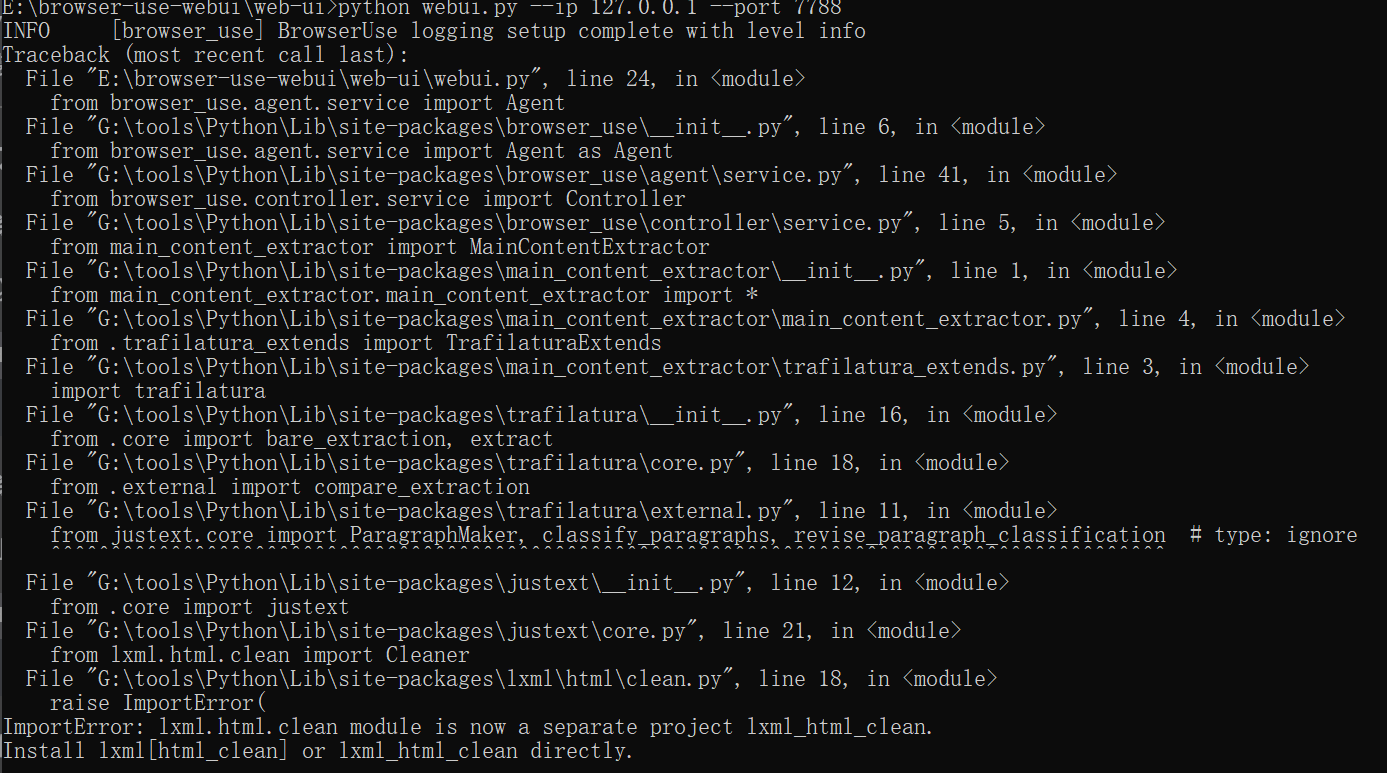 E:\browser-use-webui\web-ui>python webui.py --ip 127.0.0.1 --port 7788
INFO     [browser_use] BrowserUse logging setup complete with level info
Traceback (most recent call last):
  File "E:\browser-use-webui\web-ui\webui.py", line 24, in <module>
    from browser_use.agent.service import Agent
  File "G:\tools\Python\Lib\site-packages\browser_use\__init__.py", line 6, in <module>
    from browser_use.agent.service import Agent as Agent
  File "G:\tools\Python\Lib\site-packages\browser_use\agent\service.py", line 41, in <module>
    from browser_use.controller.service import Controller
  File "G:\tools\Python\Lib\site-packages\browser_use\controller\service.py", line 5, in <module>
    from main_content_extractor import MainContentExtractor
  File "G:\tools\Python\Lib\site-packages\main_content_extractor\__init__.py", line 1, in <module>
    from main_content_extractor.main_content_extractor import *
  File "G:\tools\Python\Lib\site-packages\main_content_extractor\main_content_extractor.py", line 4, in <module>
    from .trafilatura_extends import TrafilaturaExtends
  File "G:\tools\Python\Lib\site-packages\main_content_extractor\trafilatura_extends.py", line 3, in <module>
    import trafilatura
  File "G:\tools\Python\Lib\site-packages\trafilatura\__init__.py", line 16, in <module>
    from .core import bare_extraction, extract
  File "G:\tools\Python\Lib\site-packages\trafilatura\core.py", line 18, in <module>
    from .external import compare_extraction
  File "G:\tools\Python\Lib\site-packages\trafilatura\external.py", line 11, in <module>
    from justext.core import ParagraphMaker, classify_paragraphs, revise_paragraph_classification  # type: ignore
  File "G:\tools\Python\Lib\site-packages\justext\__init__.py", line 12, in <module>
    from .core import justext
  File "G:\tools\Python\Lib\site-packages\justext\core.py", line 21, in <module>
    from lxml.html.clean import Cleaner
  File "G:\tools\Python\Lib\site-packages\lxml\html\clean.py", line 18, in <module>
    raise ImportError(
ImportError: lxml.html.clean module is now a separate project lxml_html_clean.
Install lxml[html_clean] or lxml_html_clean directly.